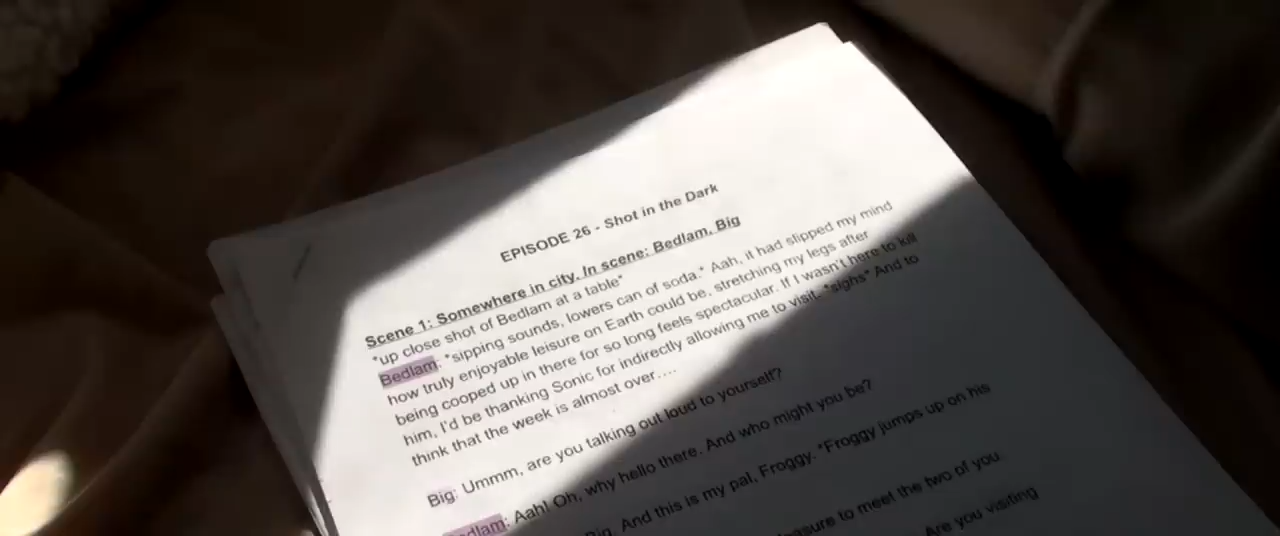 EPISODE 26 - Shot in the Dark
Scene 1: Somewhere in city. In scene: Bedlam, Big
*up close shot of Bedlam at a table*
Bedlam: *sipping sounds, lowers can of soda.* Aah, it had slipped my mind
how truly enjoyable leisure on Earth could be, stretching my legs after
being cooped up in there for so long feels spectacular. If I wasn't here to kill
him, I'd be thanking Sonic for indirectly allowing me to visit. *sighs* And to
think that the week is almost over....
Big: Ummm, are you talking out loud to yourself?
Bedlam: Aah! Oh, why hello there. And who might you be?
Big. And this is my pal, Froggy. *Froggy jumps up on his
pleasure to meet the two of you.
Are you visiting